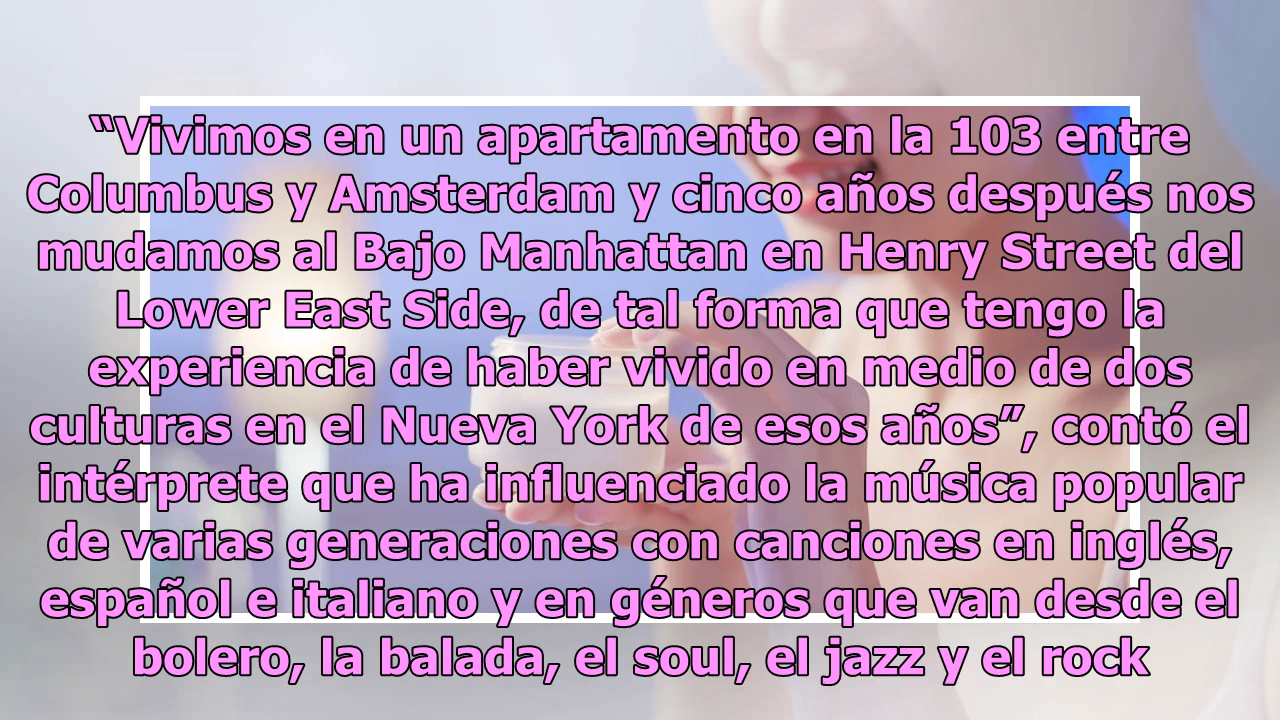 “Vivimos en un apartamento en la 103 entre
Columbus y Amsterdam y cinco años después nos
mudamos al Bajo Manhattan en Henry Street del
Lower East Side, de tal forma que tengo la
experiencia de haber vivido en medio de dos
culturas en el Nueva York de esos años”, contó el
intérprete que ha influenciado la música popular
de varias generaciones con canciones en inglés,
español e italiano y en géneros que van desde el
bolero, la balada, el soul, el jazz y el rock